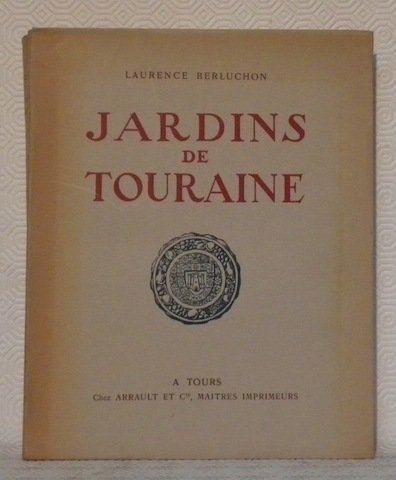 LAURENCE BERLUCHON
JARDINS
DE
TOURAINE
A TOURS
Chez ARRAULT ET Cie, MAITRES IMPRIMEURS